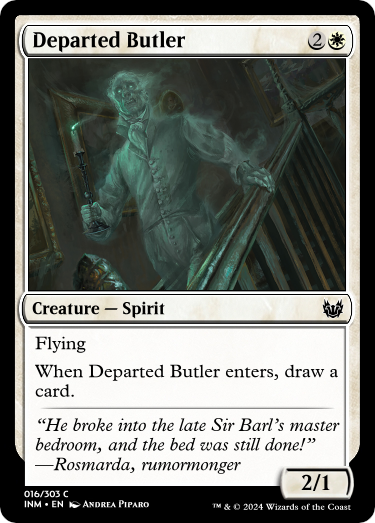 Departed Butler 2
Creature — Spirit
Flying
When Departed Butler enters, draw a
card.
“He broke into the late Sir Barl’s master
bedroom, and the bed was still done!”
—Rosmarda, rumormonger
2/1
016/303 C
INM • EN Andrea Piparo
™ & © 2024 Wizards of the Coast